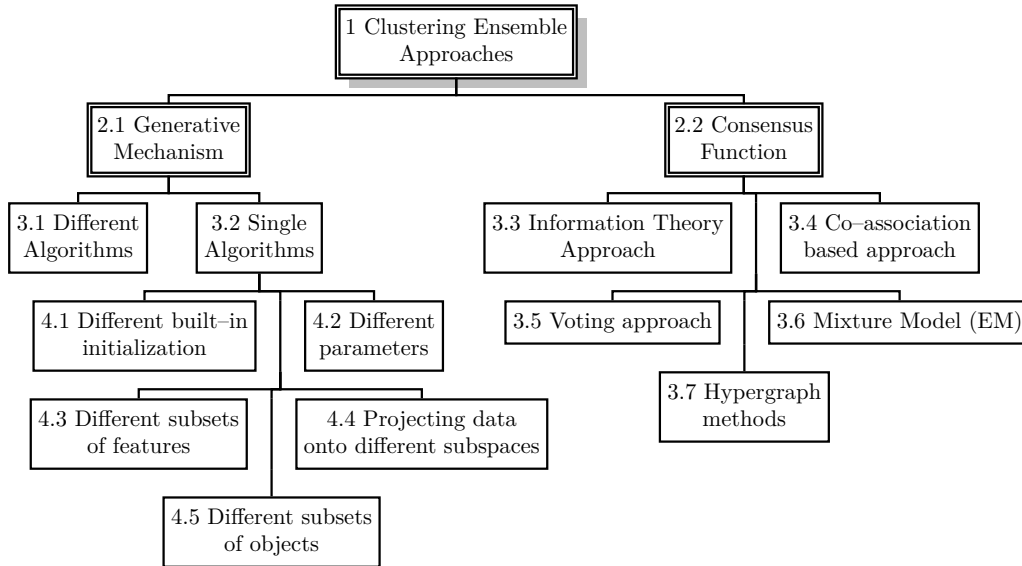 1 Clustering Ensemble
Approaches
2.1 Generative
Mechanism
2.2 Consensus
Function
3.1 Different
Algorithms
3.2 Single
Algorithms
3.3 Information Theory
Approach
3.4 Co–association
based approach
4.1 Different built–in
initialization
4.2 Different
parameters
3.5 Voting approach
3.6 Mixture Model (EM)
3.7 Hypergraph
methods
4.3 Different subsets
of features
4.4 Projecting data
onto different subspaces
4.5 Different subsets
of objects